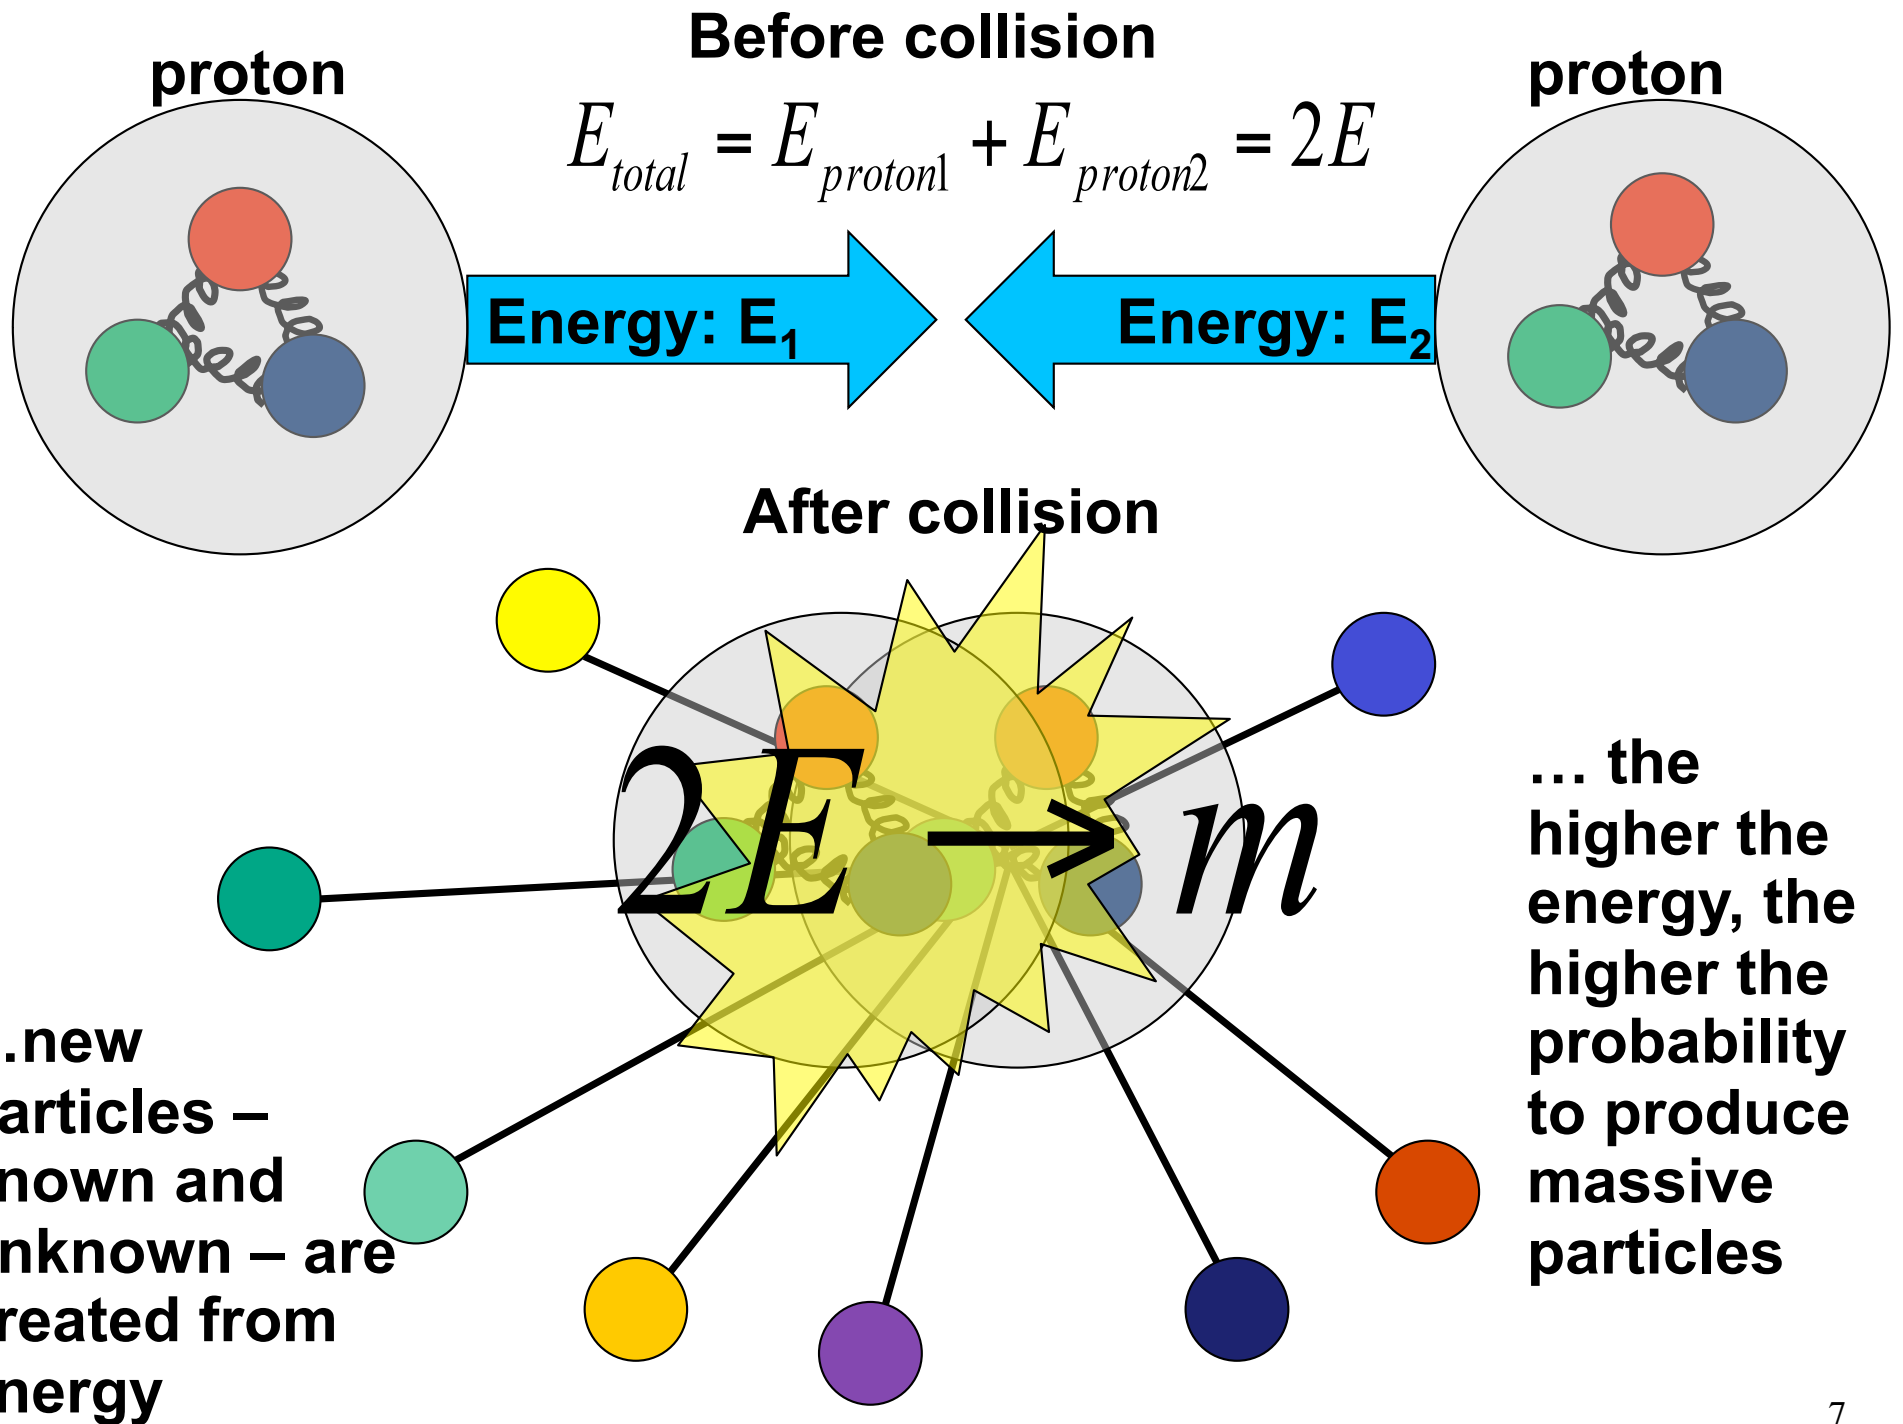 Before collision
proton
proton
E_total = E_proton1 + E_proton2 = 2E
Energy: E₁
Energy: E₂
After collision
2E → m
… the
higher the
energy, the
higher the
probability
to produce
massive
particles
.new
articles –
nown and
nknown – are
reated from
nergy
7